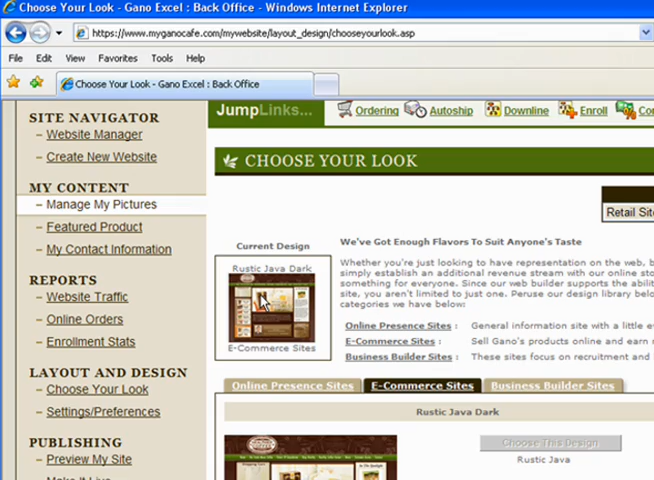 Choose Your Look - Gano Excel : Back Office - Windows Internet Explorer
https://www.myganocafe.com/mywebsite/layout_design/chooseyourlook.asp
File Edit View Favorites Tools Help
Choose Your Look - Gano Excel : Back Office
SITE NAVIGATOR
– Website Manager
– Create New Website
MY CONTENT
– Manage My Pictures
– Featured Product
– My Contact Information
REPORTS
– Website Traffic
– Online Orders
– Enrollment Stats
LAYOUT AND DESIGN
– Choose Your Look
– Settings/Preferences
PUBLISHING
– Preview My Site
JumpLinks... Ordering Autoship Downline Enroll Co
CHOOSE YOUR LOOK
Retail Sit
Current Design
Rustic Java Dark
E-Commerce Sites
We've Got Enough Flavors To Suit Anyone's Taste
Whether you're just looking to have representation on the web, b
simply establish an additional revenue stream with our online sto
something for everyone. Since our web builder supports the abilit
site, you aren't limited to just one. Peruse our design library belo
categories we have below:
Online Presence Sites : General information site with a little e
E-Commerce Sites : Sell Gano's products online and earn
Business Builder Sites : These sites focus on recruitment and
Online Presence Sites E-Commerce Sites Business Builder Sites
Rustic Java Dark
Choose This Design
Rustic Java